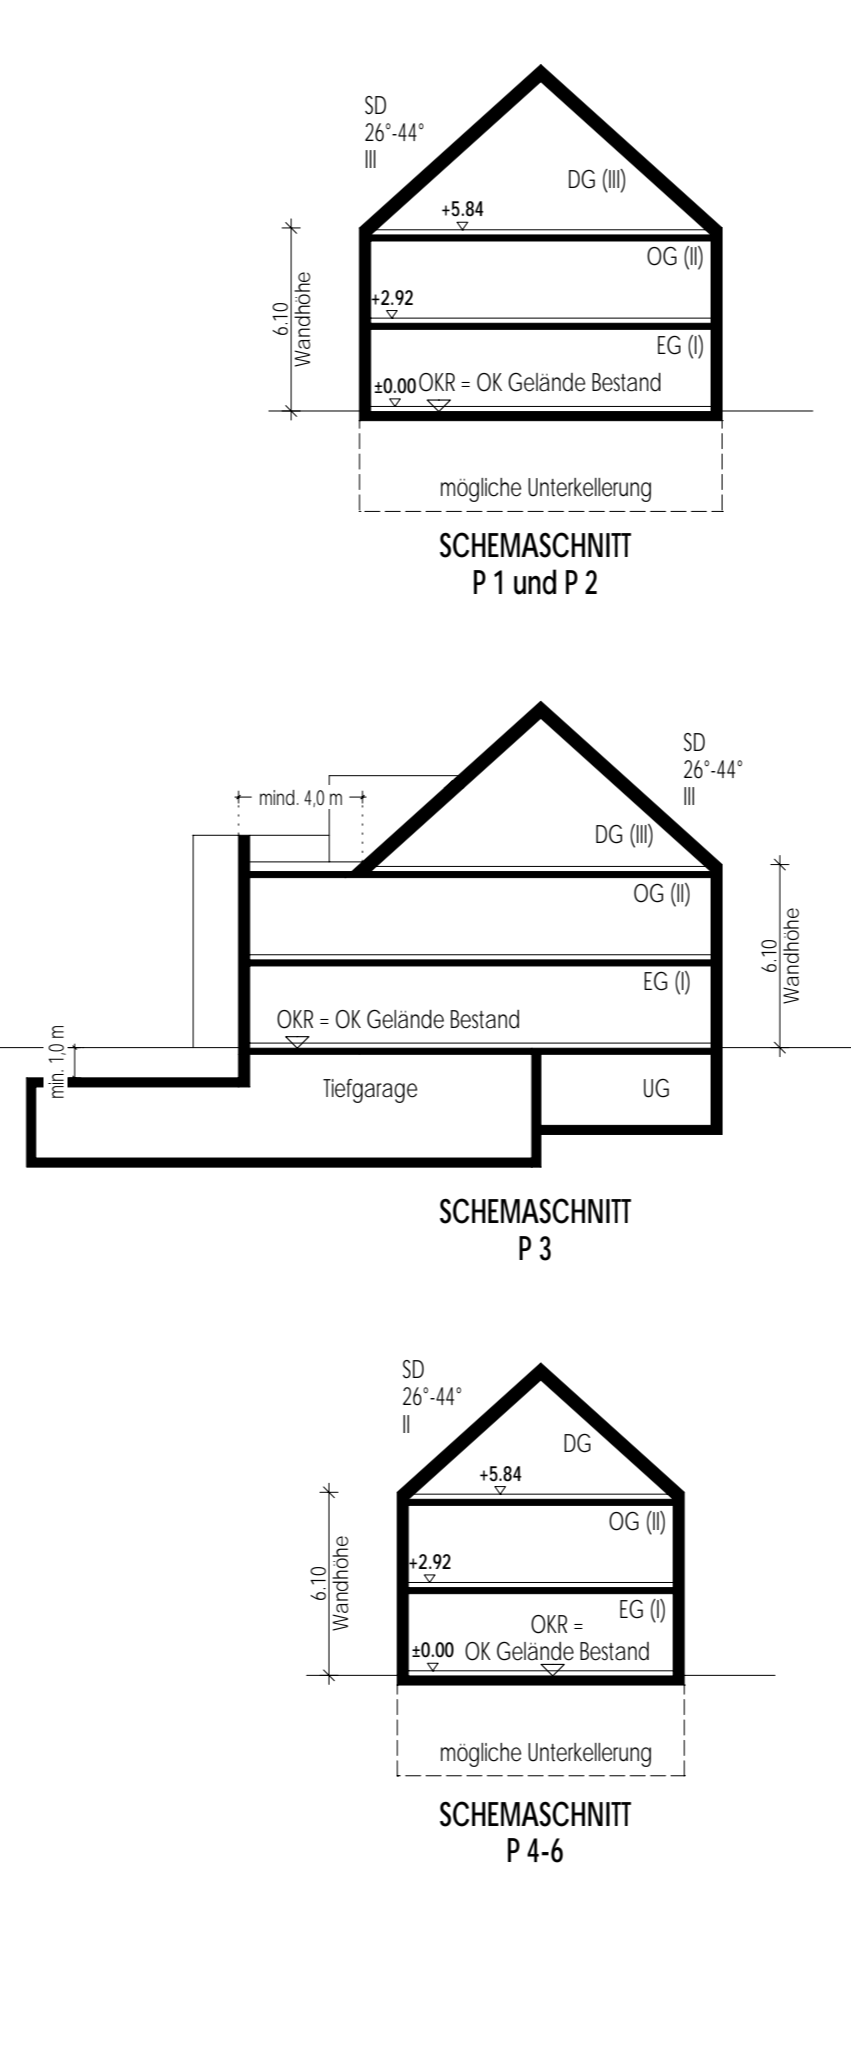 SD
26°-44°
III
DG (III)
+5.84
OG (II)
6.10
Wandhöhe
+2.92
EG (I)
±0.00 OKR = OK Gelände Bestand
mögliche Unterkellerung
SCHEMASCHNITT
P 1 und P 2
SD
26°-44°
III
mind. 4,0 m
DG (III)
OG (II)
6.10
Wandhöhe
EG (I)
OKR = OK Gelände Bestand
min. 1,0 m
Tiefgarage
UG
SCHEMASCHNITT
P 3
SD
26°-44°
II
DG
+5.84
OG (II)
6.10
Wandhöhe
+2.92
EG (I)
OKR =
±0.00 OK Gelände Bestand
mögliche Unterkellerung
SCHEMASCHNITT
P 4-6